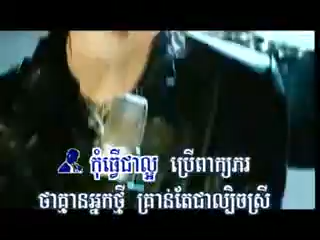 កុំធ្វើជាល្អ ប្រើពាក្យភរ
ថាគ្មានអ្នកថ្មី គ្រាន់តែជាល្បិចស្រី